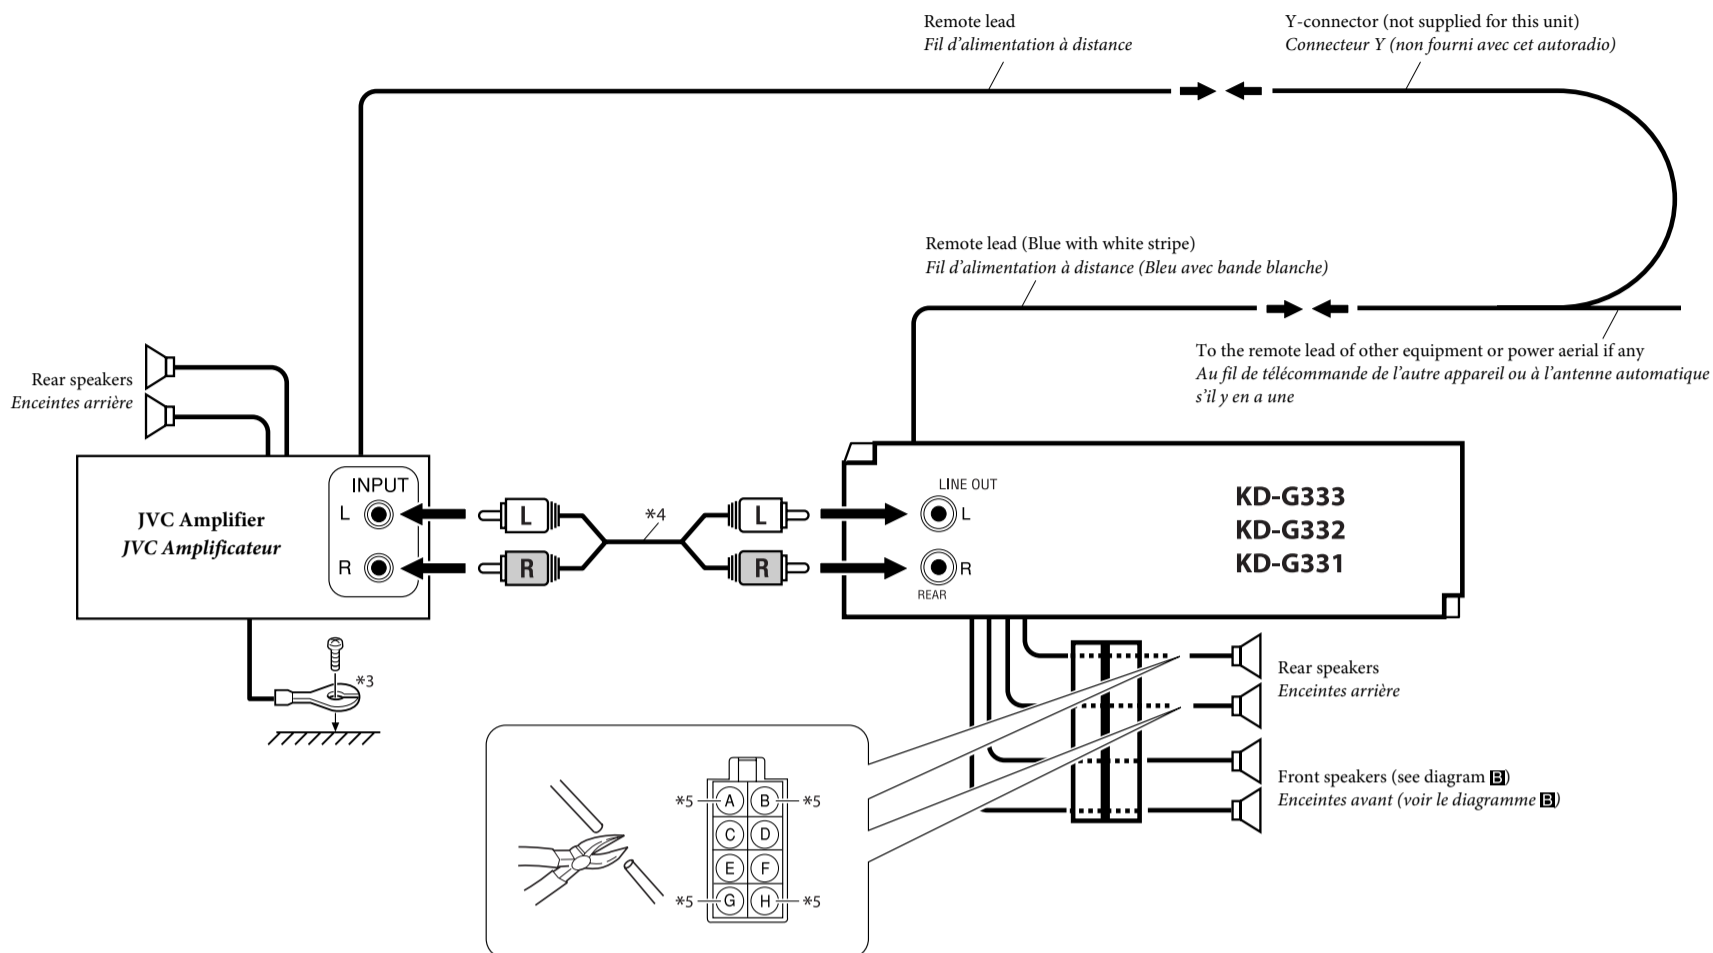 Remote lead
Fil d'alimentation à distance
Y-connector (not supplied for this unit)
Connecteur Y (non fourni avec cet autoradio)
Remote lead (Blue with white stripe)
Fil d'alimentation à distance (Bleu avec bande blanche)
To the remote lead of other equipment or power aerial if any
Au fil de télécommande de l'autre appareil ou à l'antenne automatique
s'il y en a une
Rear speakers
Enceintes arrière
JVC Amplifier
JVC Amplificateur
INPUT
L
R
L
R
*4
L
R
LINE OUT
L
R
REAR
KD-G333
KD-G332
KD-G331
*3
Rear speakers
Enceintes arrière
Front speakers (see diagram B)
Enceintes avant (voir le diagramme B)
*5 A B *5
C D
E F
*5 G H *5